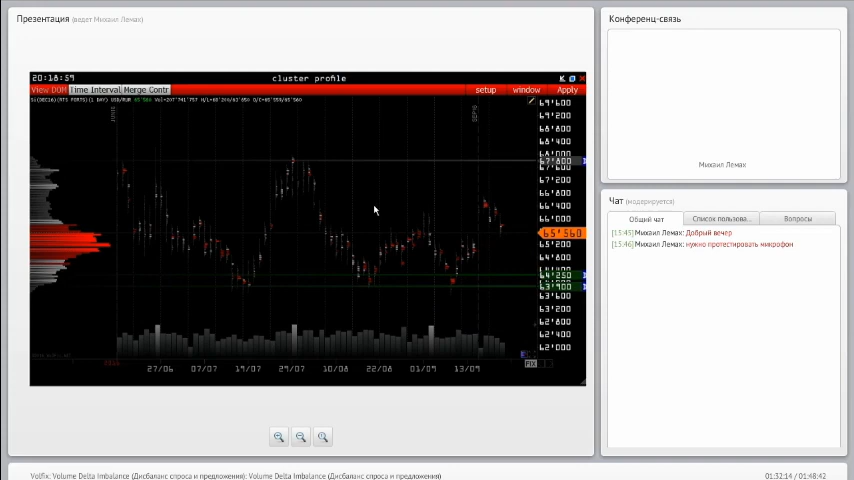 Презентация (ведет Михаил Лемах)
20:18:59 cluster profile
View DOM Time Interval Merge Contr setup window Apply
69'600
69'200
68'800
68'400
68'000
67'800
67'600
67'200
66'800
66'400
66'000
65'560
65'200
64'800
64'250
63'900
63'600
63'200
62'800
62'400
62'000
FIX
27/06 07/07 19/07 29/07 10/08 22/08 01/09 13/09
Конференц-связь
Михаил Лемах
Чат (модерируется)
Общий чат Список пользова... Вопросы
[15:45] Михаил Лемах: Добрый вечер
[15:46] Михаил Лемах: нужно протестировать микрофон
Volfix: Volume Delta Imbalance (Дисбаланс спроса и предложения): Volume Delta Imbalance (Дисбаланс спроса и предложения) 01:32:14 / 01:48:42